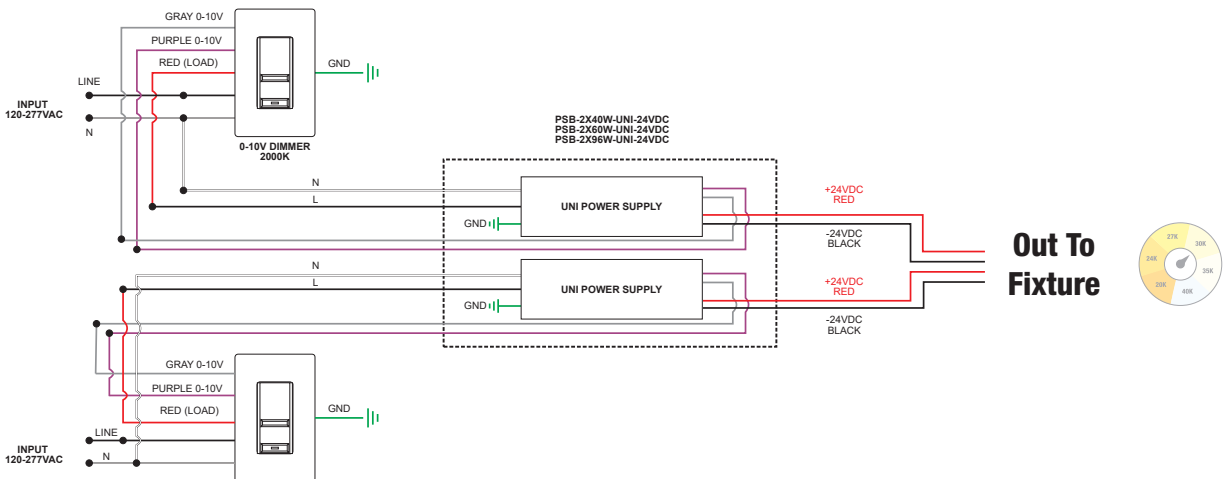 GRAY 0-10V
PURPLE 0-10V
RED (LOAD)
GND
LINE
INPUT
120-277VAC
N
0-10V DIMMER
2000K
PSB-2X40W-UNI-24VDC
PSB-2X60W-UNI-24VDC
PSB-2X96W-UNI-24VDC
N
L
GND
UNI POWER SUPPLY
+24VDC
RED
-24VDC
BLACK
N
L
GND
UNI POWER SUPPLY
+24VDC
RED
-24VDC
BLACK
Out To
Fixture
27K
30K
24K
35K
20K
40K
GRAY 0-10V
PURPLE 0-10V
RED (LOAD)
GND
LINE
INPUT
120-277VAC
N